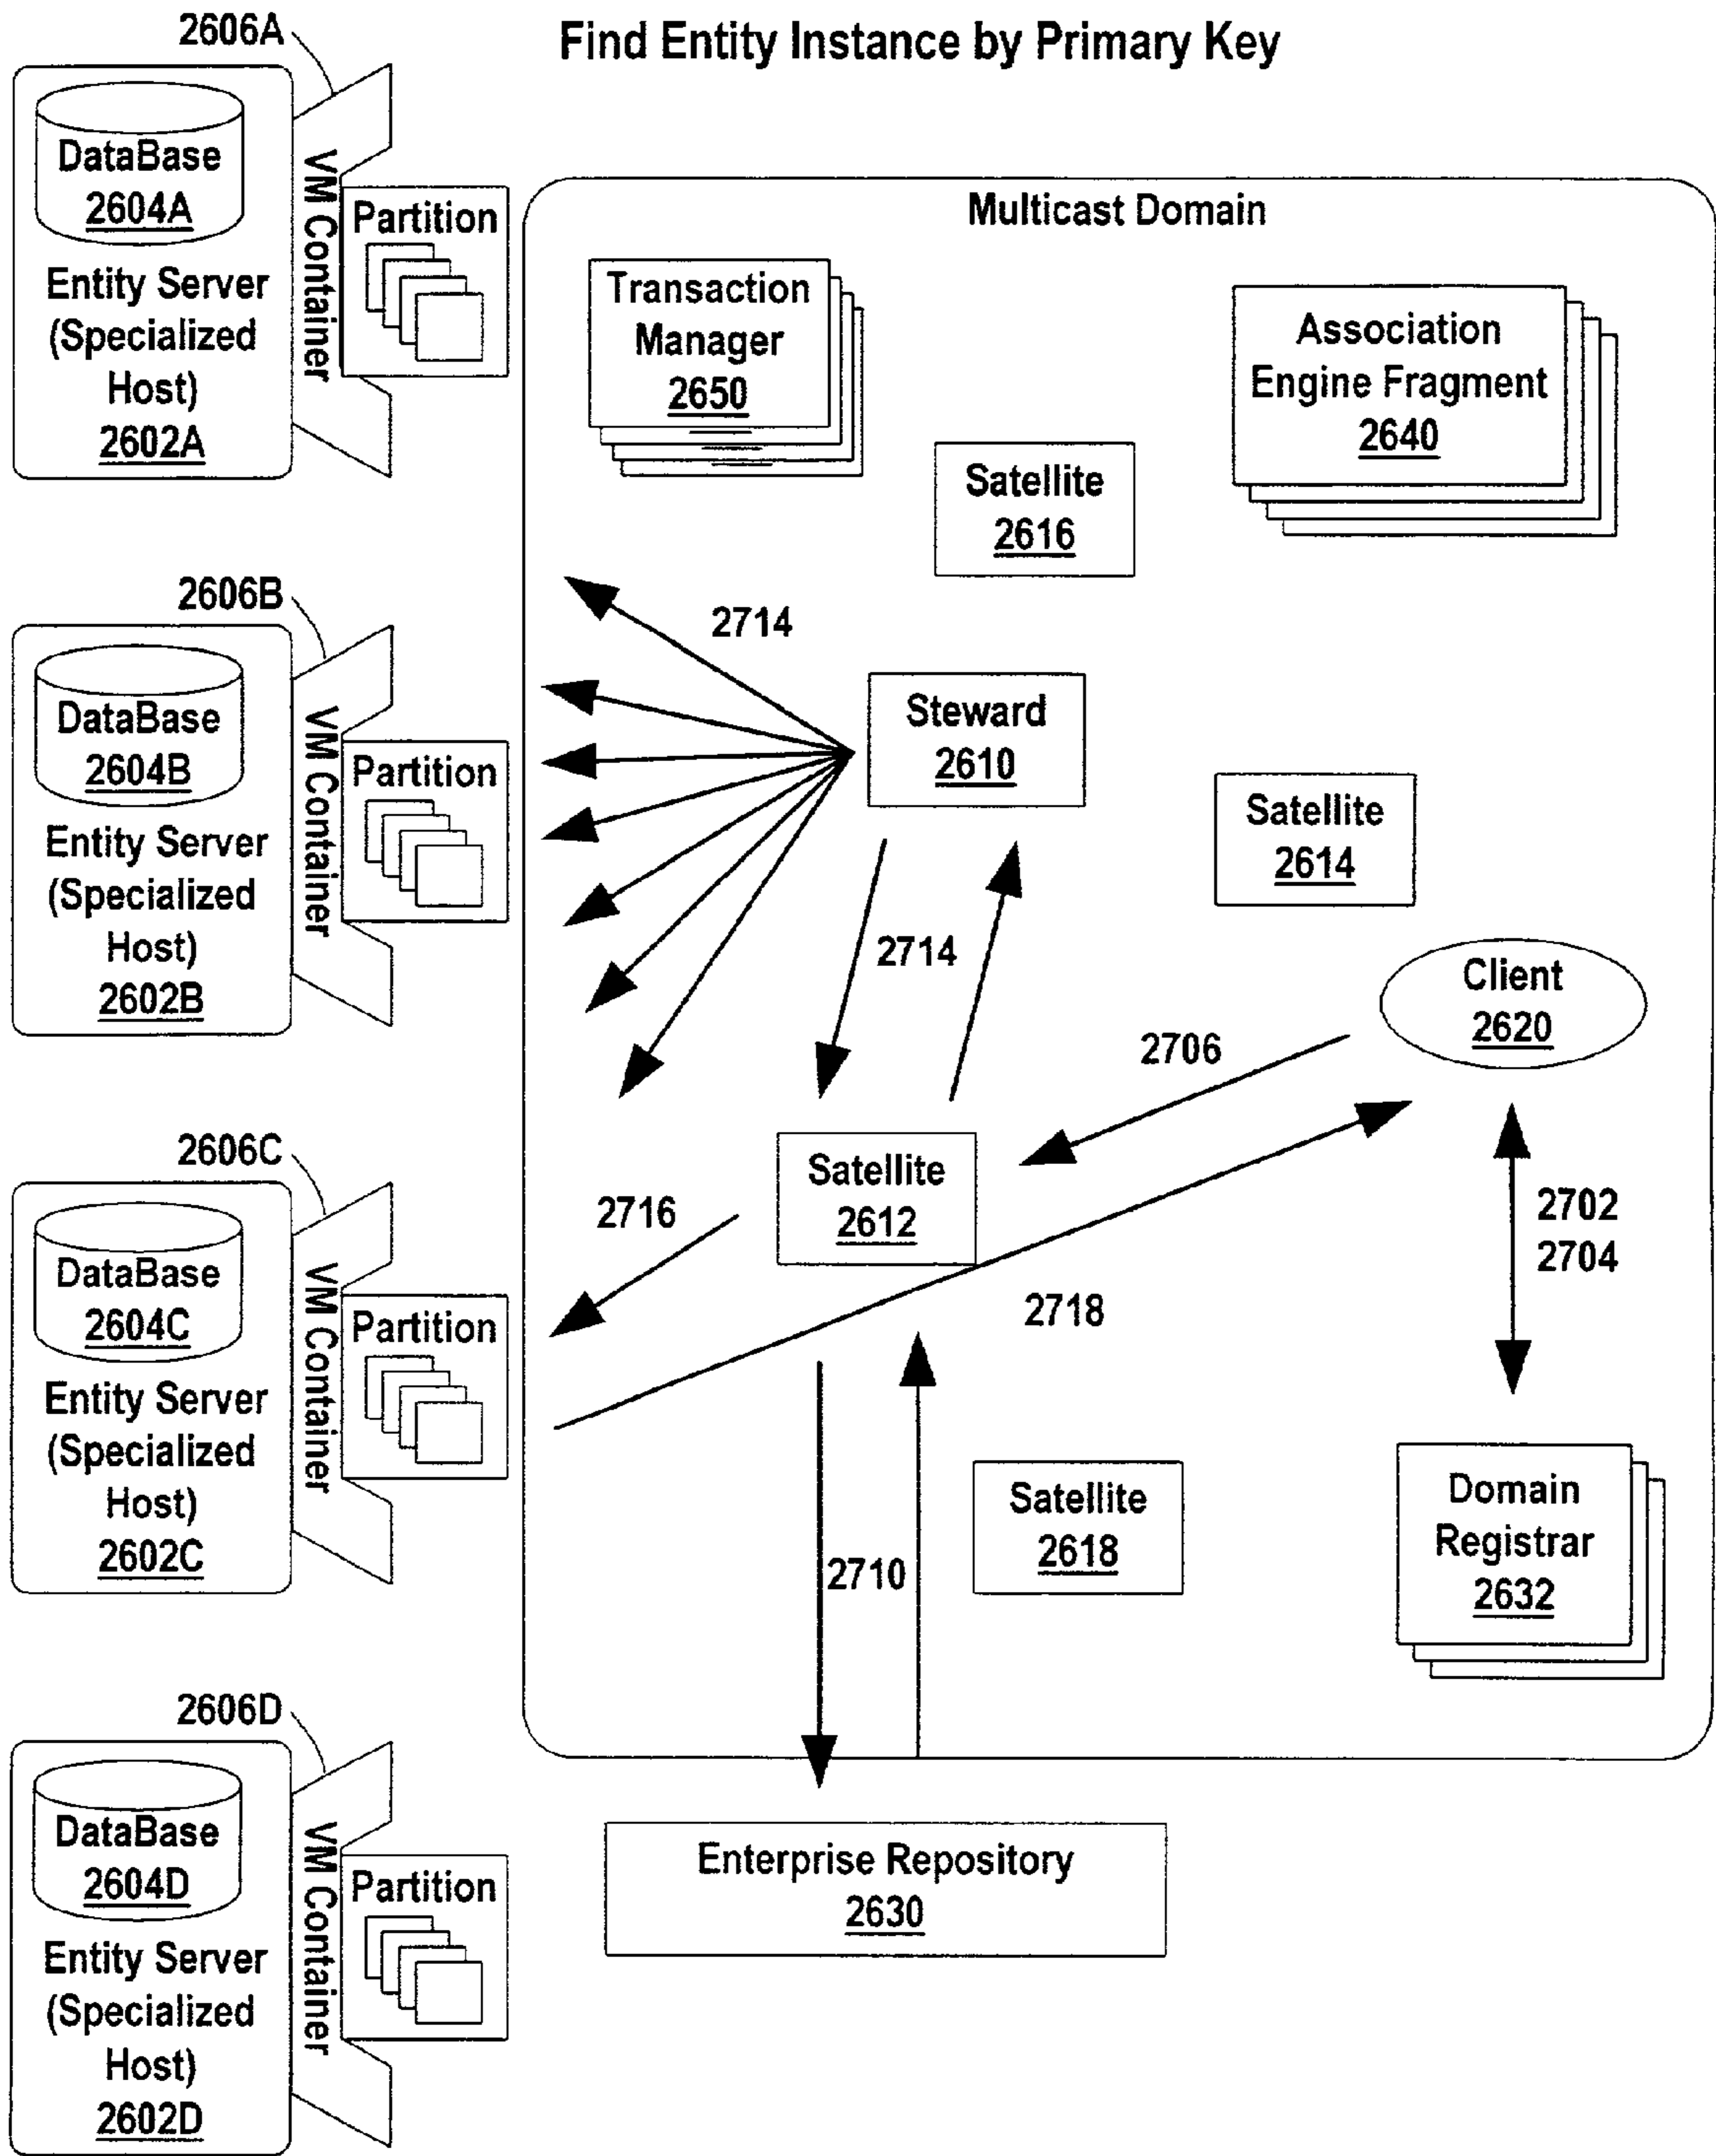 Find Entity Instance by Primary Key
2606A
DataBase
2604A
Entity Server
(Specialized
Host)
2602A
VM Container
Partition
2606B
DataBase
2604B
Entity Server
(Specialized
Host)
2602B
VM Container
Partition
2606C
DataBase
2604C
Entity Server
(Specialized
Host)
2602C
VM Container
Partition
2606D
DataBase
2604D
Entity Server
(Specialized
Host)
2602D
VM Container
Partition
Multicast Domain
Transaction
Manager
2650
Association
Engine Fragment
2640
Satellite
2616
2714
Steward
2610
Satellite
2614
2714
Client
2620
2706
Satellite
2612
2716
2702
2704
2718
Satellite
2618
2710
Domain
Registrar
2632
Enterprise Repository
2630